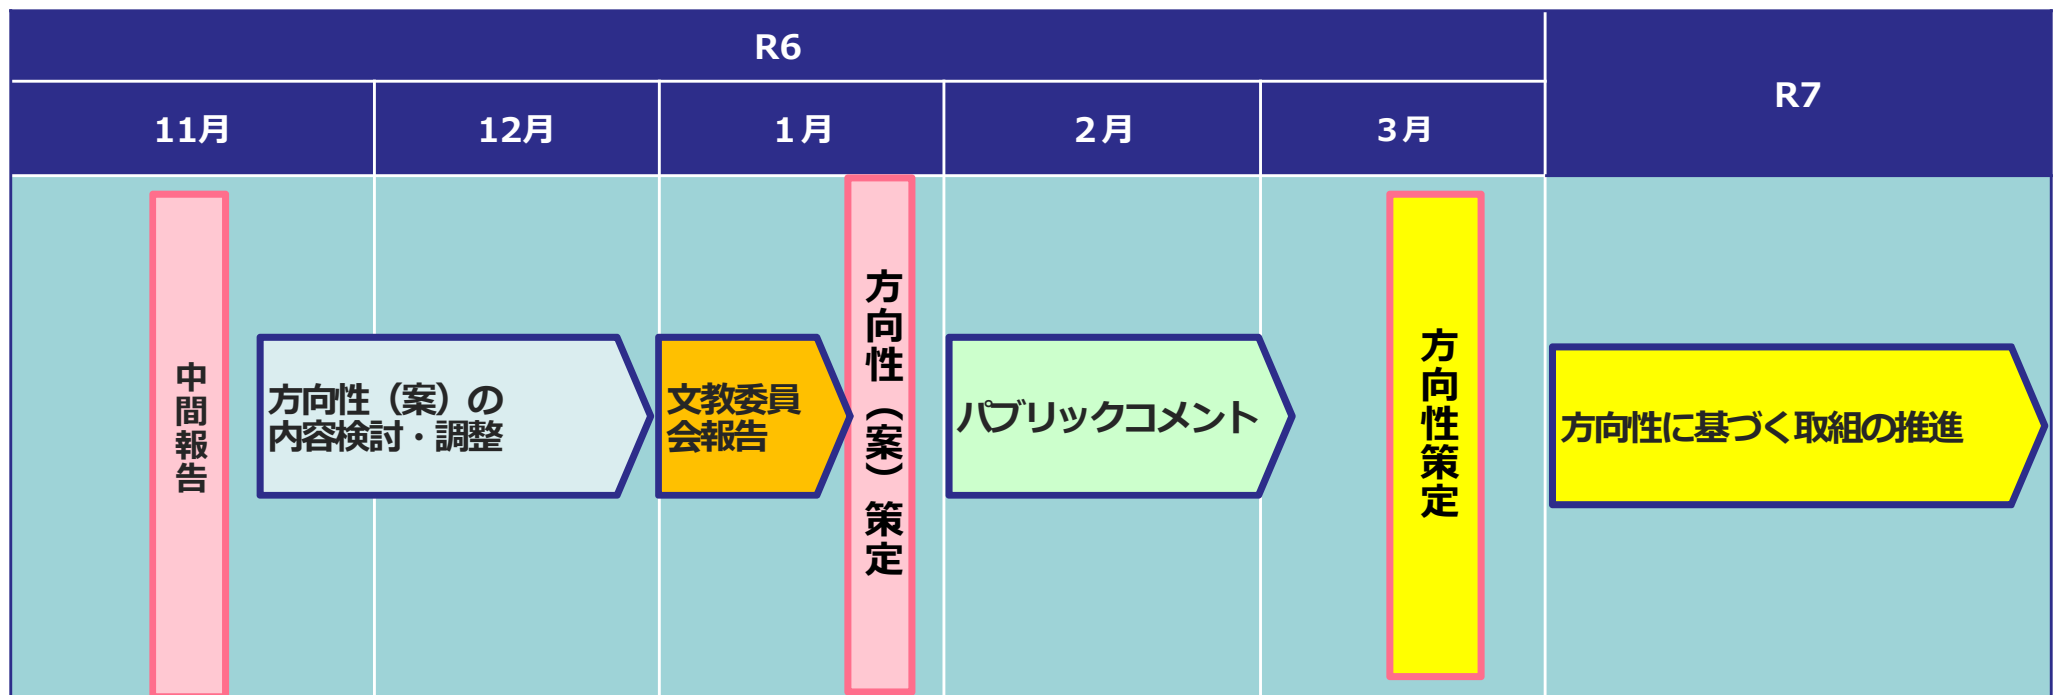 R6
R7
11月
12月
１月
２月
３月
中間報告
方向性（案）の
内容検討・調整
文教委員
会報告
方向性（案）策定
パブリックコメント
方向性策定
方向性に基づく取組の推進